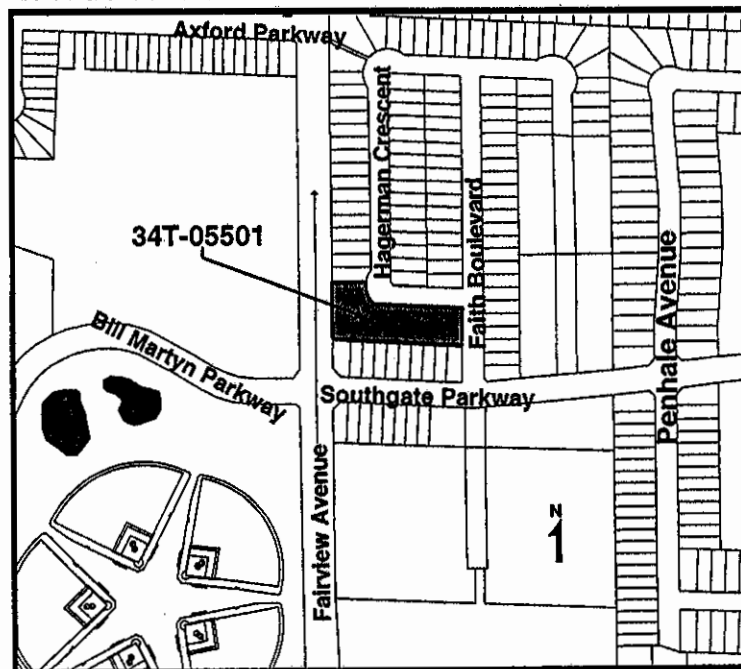 Axford Parkway
Hagerman Crescent
34T-05501
Faith Boulevard
Penhale Avenue
Bill Martyn Parkway
Southgate Parkway
Fairview Avenue
N